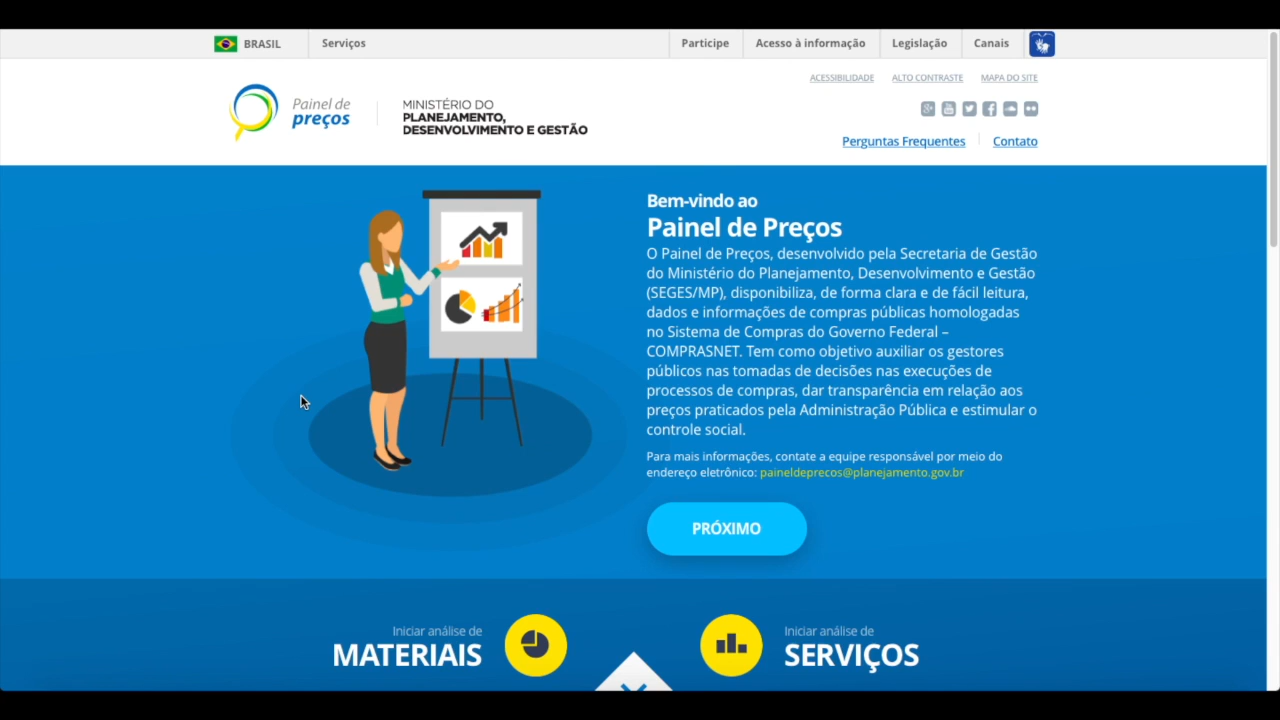 BRASIL
Serviços
Participe
Acesso à informação
Legislação
Canais
ACESSIBILIDADE
ALTO CONTRASTE
MAPA DO SITE
Painel de
preços
MINISTÉRIO DO
PLANEJAMENTO,
DESENVOLVIMENTO E GESTÃO
Perguntas Frequentes
Contato
Bem-vindo ao
Painel de Preços
O Painel de Preços, desenvolvido pela Secretaria de Gestão
do Ministério do Planejamento, Desenvolvimento e Gestão
(SEGES/MP), disponibiliza, de forma clara e de fácil leitura,
dados e informações de compras públicas homologadas
no Sistema de Compras do Governo Federal –
COMPRASNET. Tem como objetivo auxiliar os gestores
públicos nas tomadas de decisões nas execuções de
processos de compras, dar transparência em relação aos
preços praticados pela Administração Pública e estimular o
controle social.
Para mais informações, contate a equipe responsável por meio do
endereço eletrônico: paineldeprecos@planejamento.gov.br
PRÓXIMO
Iniciar análise de
MATERIAIS
Iniciar análise de
SERVIÇOS